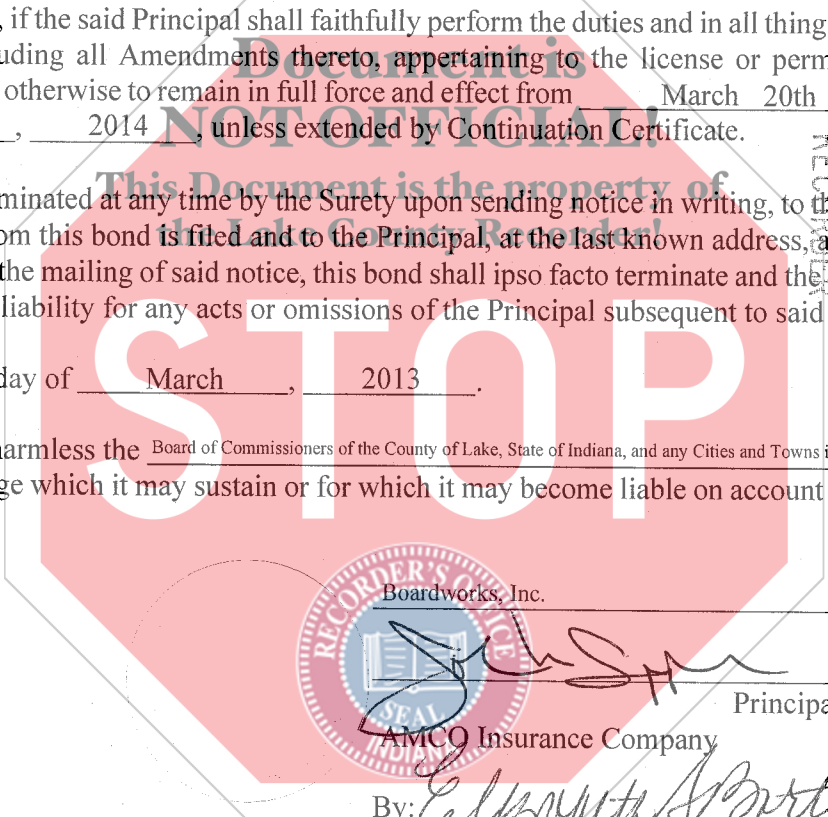 , if the said Principal shall faithfully perform the duties and in all thing
uding all Amendments thereto, appertaining to the license or perm
Document is
otherwise to remain in full force and effect from March 20th
, 2014 , unless extended by Continuation Certificate.
NOT OFFICIAL!
This Document is the property of
minated at any time by the Surety upon sending notice in writing, to th
om this bond is filed and to the Principal, at the last known address, a
the Lake County Recorder!
the mailing of said notice, this bond shall ipso facto terminate and the
liability for any acts or omissions of the Principal subsequent to said
STOP
day of March , 2013 .
harmless the Board of Commissioners of the County of Lake, State of Indiana, and any Cities and Towns i
ge which it may sustain or for which it may become liable on account
RECORDER'S OFFICE
SEAL
INDIANA
Boardworks, Inc.
Principa
AMCO Insurance Company
By: